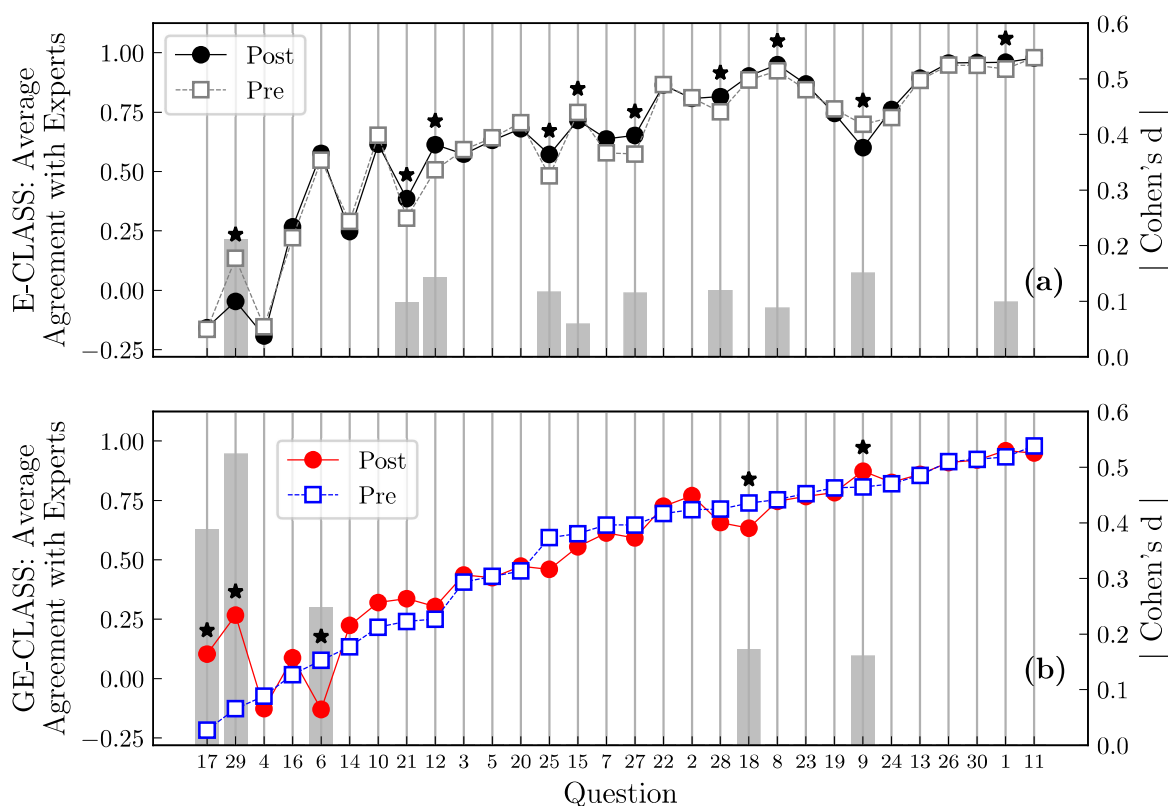 E-CLASS: Average
Agreement with Experts
1.00
0.75
0.50
0.25
0.00
−0.25
Post
Pre
(a)
0.6
0.5
0.4
0.3
0.2
0.1
0.0
| Cohen's d |
GE-CLASS: Average
Agreement with Experts
1.00
0.75
0.50
0.25
0.00
−0.25
Post
Pre
(b)
0.6
0.5
0.4
0.3
0.2
0.1
0.0
| Cohen's d |
17 29 4 16 6 14 10 21 12 3 5 20 25 15 7 27 22 2 28 18 8 23 19 9 24 13 26 30 1 11
Question